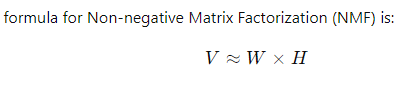 formula for Non-negative Matrix Factorization (NMF) is:
V ≈ W × H